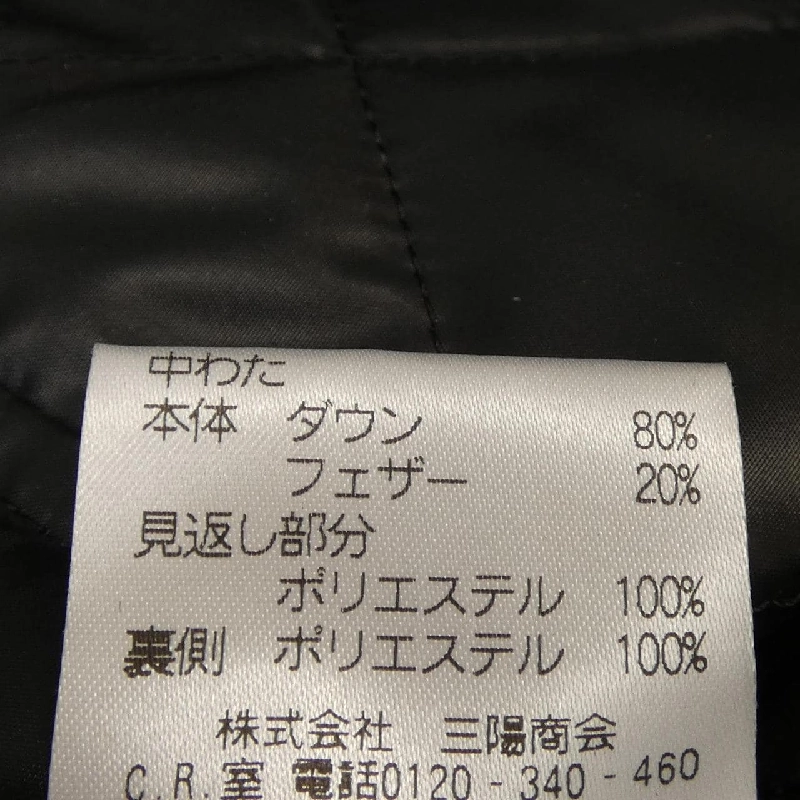 中わた
本体 ダウン 80%
フェザー 20%
見返し部分
ポリエステル 100%
裏側 ポリエステル 100%
株式会社 三陽商会
C.R.室 電話0120-340-460